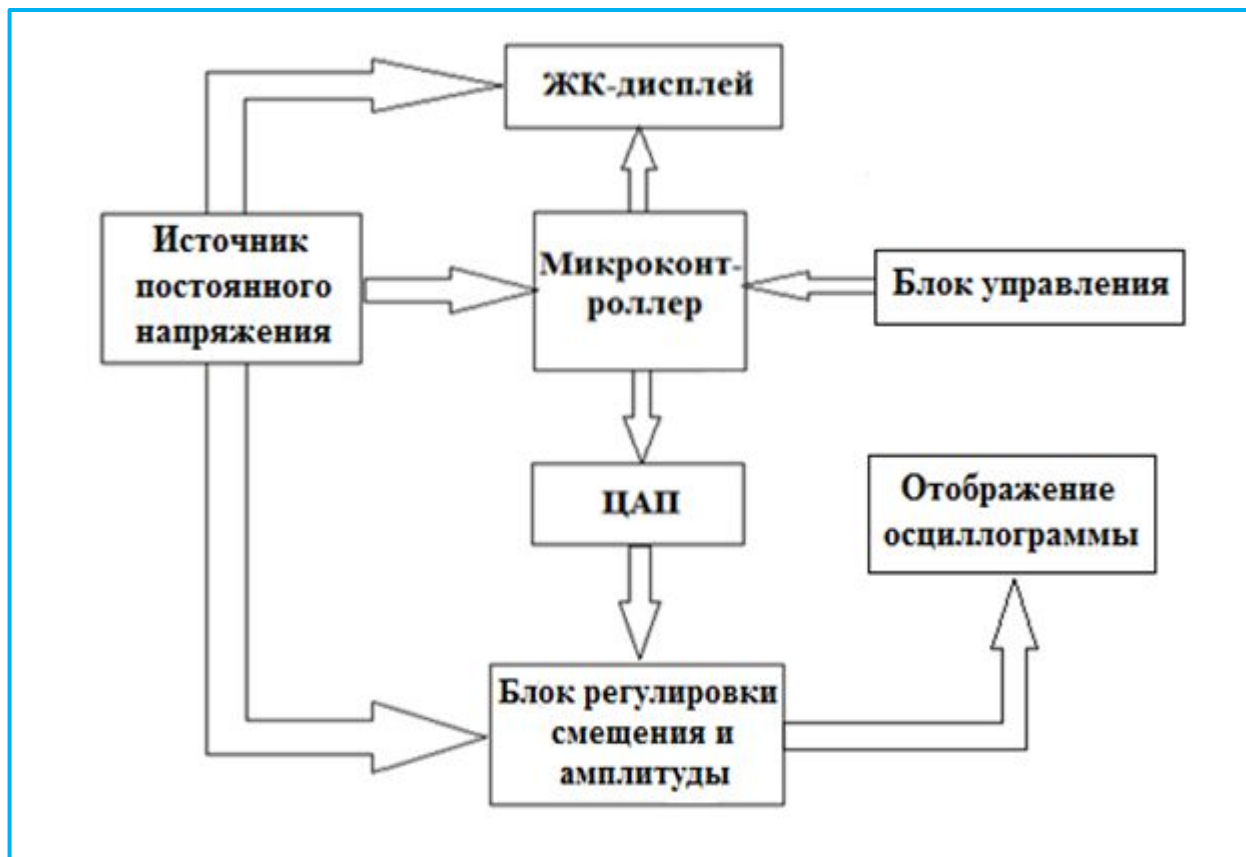 ЖК-дисплей
Источник
постоянного
напряжения
Микроконт-
роллер
Блок управления
ЦАП
Отображение
осциллограммы
Блок регулировки
смещения и
амплитуды